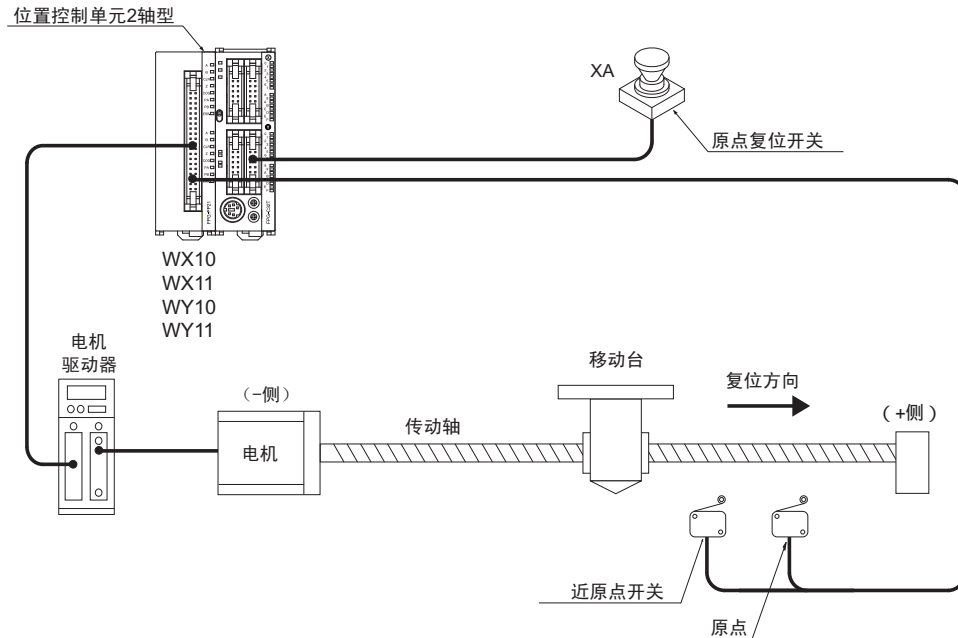 位置控制单元2轴型
XA
原点复位开关
WX10
WX11
WY10
WY11
电机
驱动器
（-侧）
电机
传动轴
移动台
复位方向
（+侧）
近原点开关
原点